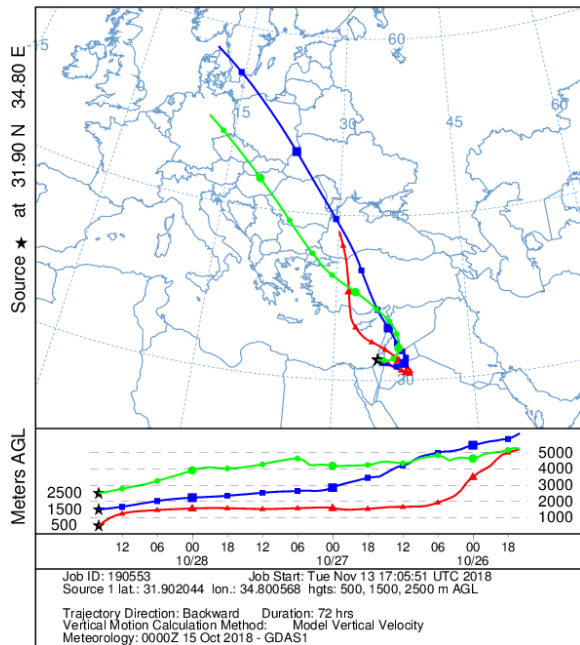 60
15
30
45
60
30
Source ★ at 31.90 N 34.80 E
Meters AGL
2500
1500
500
5000
4000
3000
2000
1000
12 06 00 18 12 06 00 18 12 06 00 18
10/28 10/27 10/26
Job ID: 190553 Job Start: Tue Nov 13 17:05:51 UTC 2018
Source 1 lat.: 31.902044 lon.: 34.800568 hgts: 500, 1500, 2500 m AGL
Trajectory Direction: Backward Duration: 72 hrs
Vertical Motion Calculation Method: Model Vertical Velocity
Meteorology: 0000Z 15 Oct 2018 - GDAS1